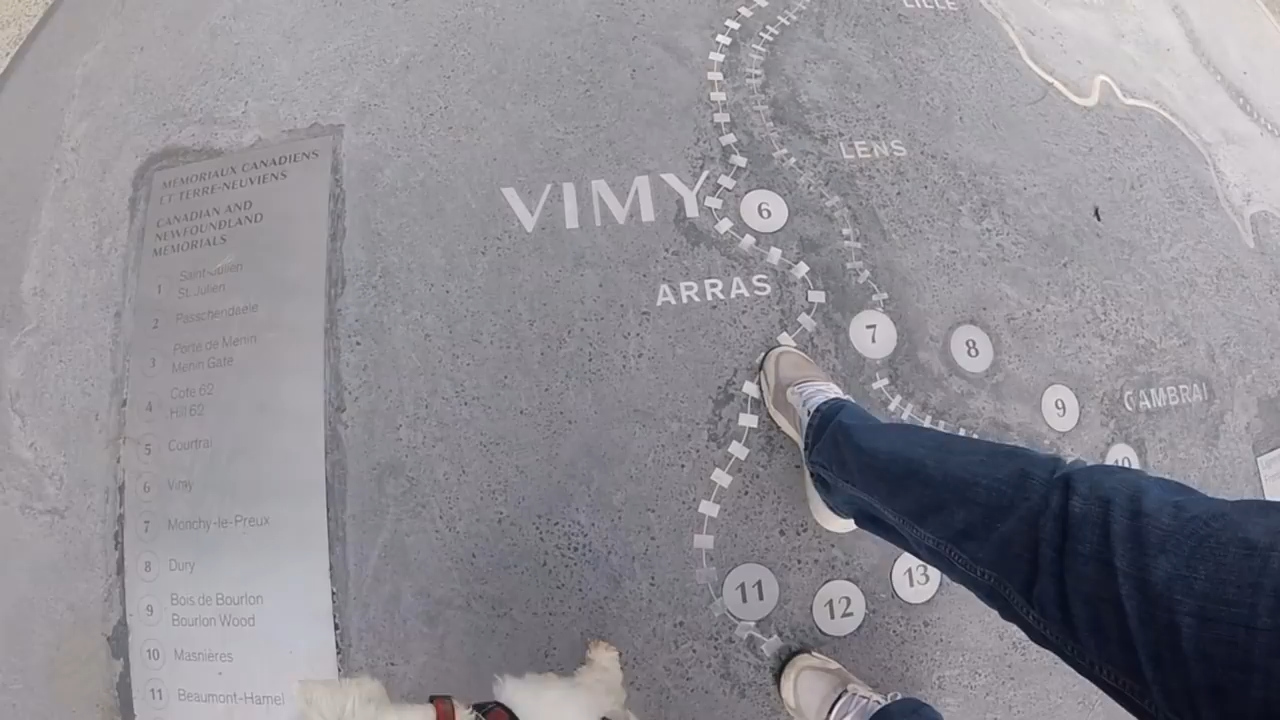 MÉMORIAUX CANADIENS
ET TERRE-NEUVIENS
CANADIAN AND
NEWFOUNDLAND
MEMORIALS
1 Saint-Julien
St. Julien
2 Passchendaele
3 Porte de Menin
Menin Gate
4 Cote 62
Hill 62
5 Courtrai
6 Vimy
7 Monchy-le-Preux
8 Dury
9 Bois de Bourlon
Bourlon Wood
10 Masnières
11 Beaumont-Hamel
LILLE
LENS
VIMY
6
ARRAS
7
8
9
CAMBRAI
10
11
12
13